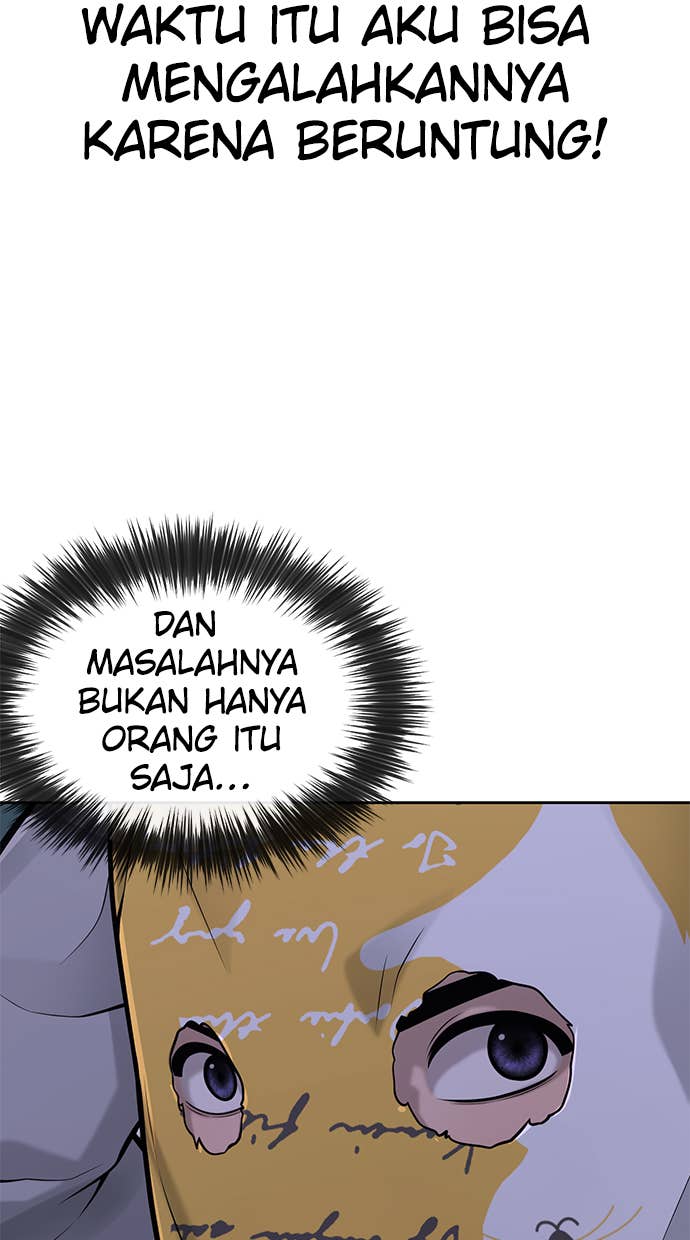 WAKTU ITU AKU BISA
MENGALAHKANNYA
KARENA BERUNTUNG!
DAN
MASALAHNYA
BUKAN HANYA
ORANG ITU
SAJA...